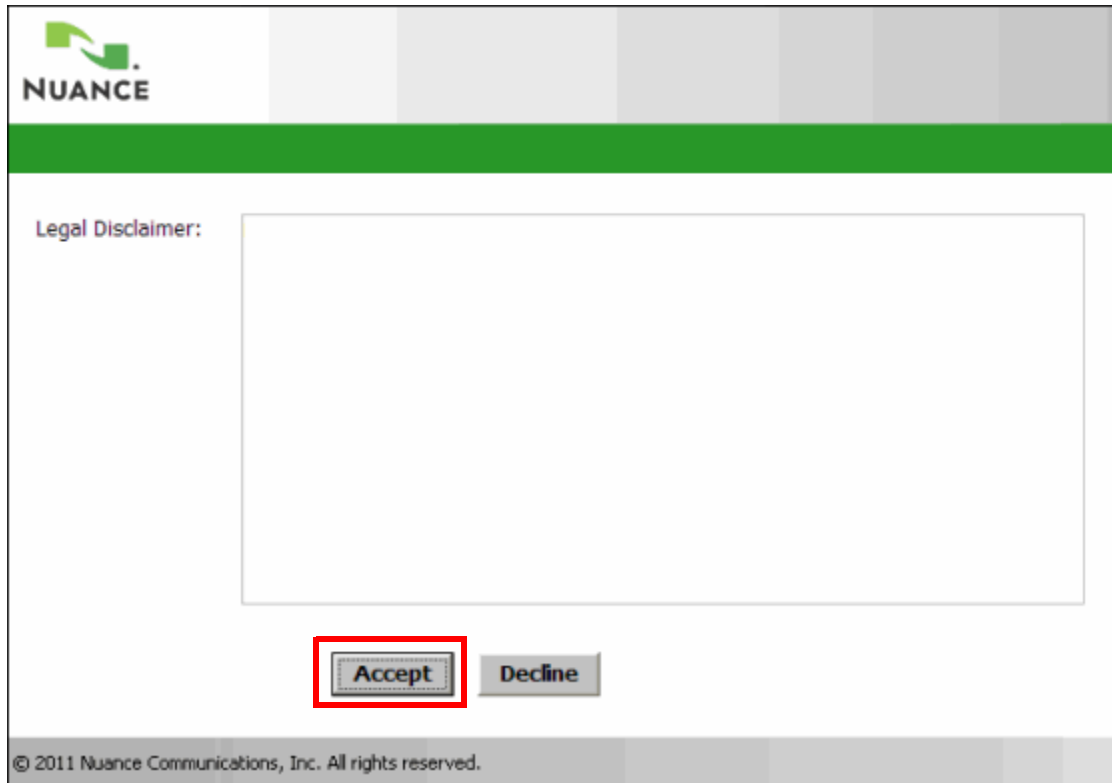 NUANCE
Legal Disclaimer:
Accept Decline
© 2011 Nuance Communications, Inc. All rights reserved.